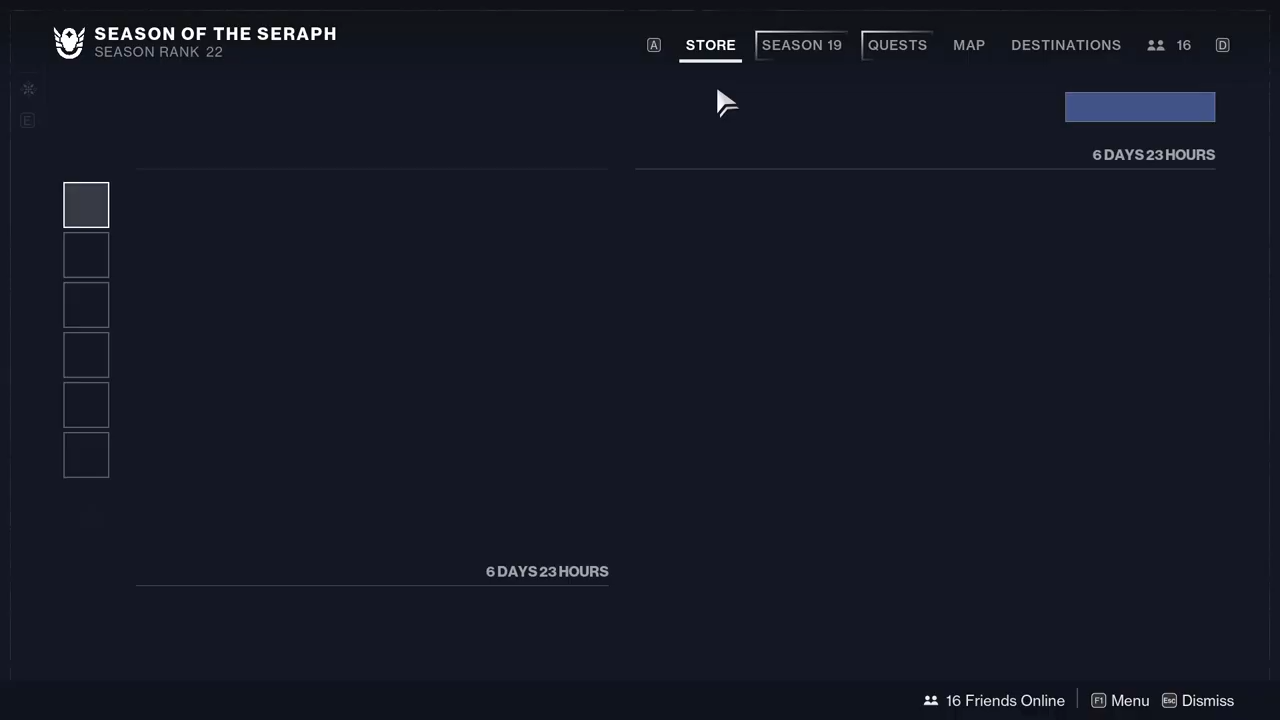 SEASON OF THE SERAPH
SEASON RANK 22
A STORE SEASON 19 QUESTS MAP DESTINATIONS 16 D
E
6 DAYS 23 HOURS
6 DAYS 23 HOURS
16 Friends Online F1 Menu Esc Dismiss